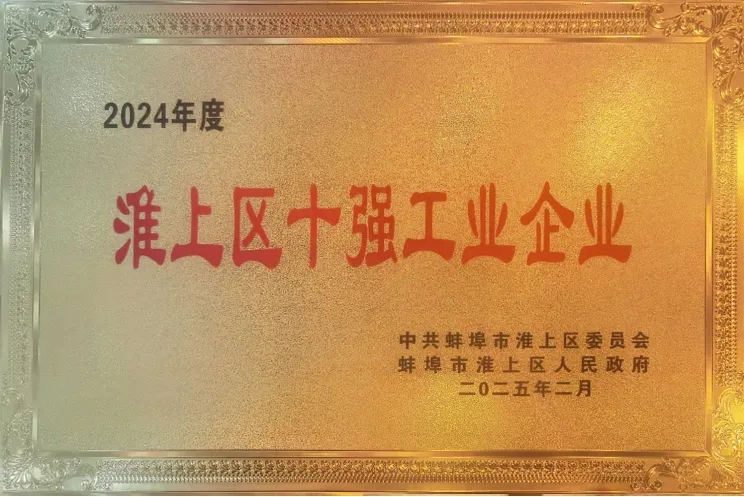 2024年度
淮上区十强工业企业
中共蚌埠市淮上区委员会
蚌埠市淮上区人民政府
二〇二五年二月